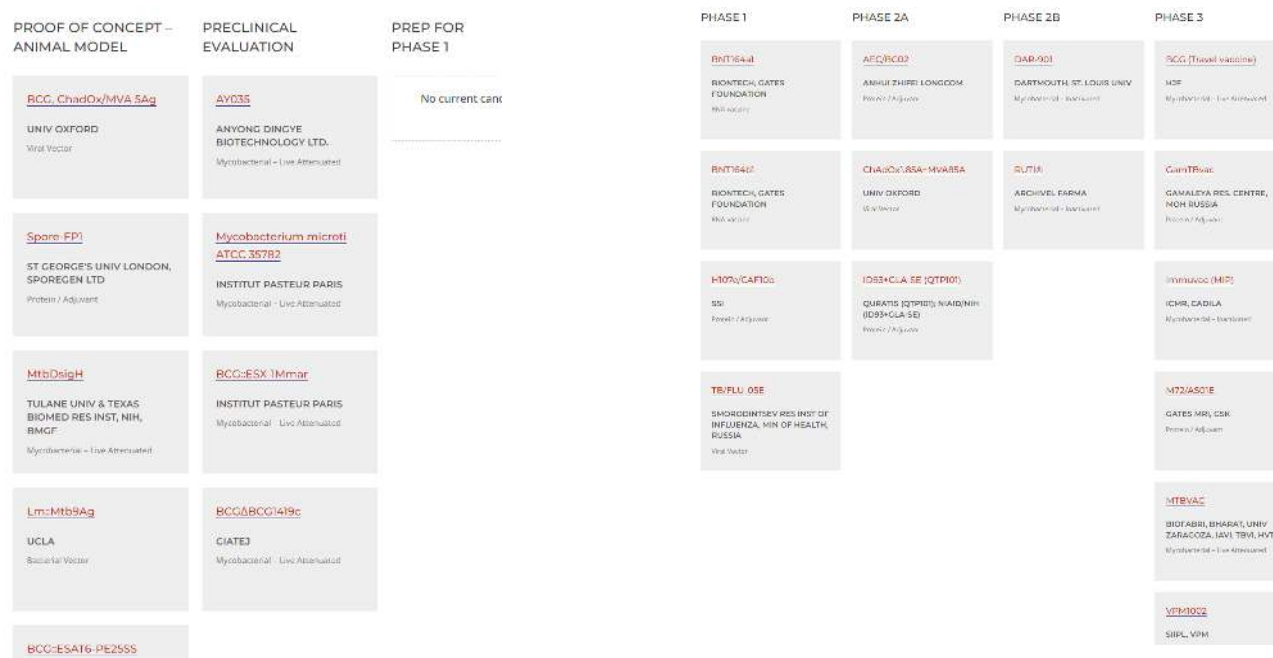 PROOF OF CONCEPT –
ANIMAL MODEL
BCG, ChadOx/MVA 5Ag
UNIV OXFORD
Viral Vector
Spore-FP1
ST GEORGE'S UNIV LONDON,
SPOREGEN LTD
Protein / Adjuvant
MtbDsigH
TULANE UNIV & TEXAS
BIOMED RES INST, NIH,
BMGF
Mycobacterial – Live Attenuated
Lm::Mtb9Ag
UCLA
Bacterial Vector
BCG::ESAT6-PE25SS
PRECLINICAL
EVALUATION
AY035
ANYONG DINGYE
BIOTECHNOLOGY LTD.
Mycobacterial – Live Attenuated
Mycobacterium microti
ATCC 35782
INSTITUT PASTEUR PARIS
Mycobacterial – Live Attenuated
BCG::ESX-1Mmar
INSTITUT PASTEUR PARIS
Mycobacterial – Live Attenuated
BCGΔBCG1419c
CIATEJ
Mycobacterial – Live Attenuated
PREP FOR
PHASE 1
No current canc
PHASE 1
BNT164a1
BIONTECH, GATES
FOUNDATION
RNA vaccine
BNT164b1
BIONTECH, GATES
FOUNDATION
RNA vaccine
H107e/CAF10b
SSI
Protein / Adjuvant
TB/FLU-05E
SMORODINTSEV RES INST OF
INFLUENZA, MIN OF HEALTH,
RUSSIA
Viral Vector
PHASE 2A
AEC/BC02
ANHUI ZHIFEI LONGCOM
Protein / Adjuvant
ChAdOx1.85A+MVA85A
UNIV OXFORD
Viral Vector
ID93+GLA-SE (QTP101)
QURATIS (QTP101); NIAID/NIH
(ID93+GLA-SE)
Protein / Adjuvant
PHASE 2B
DAR-901
DARTMOUTH, ST. LOUIS UNIV
Mycobacterial – Inactivated
RUTI®
ARCHIVEL FARMA
Mycobacterial – Inactivated
PHASE 3
BCG (Travel vaccine)
HJF
Mycobacterial – Live Attenuated
GamTBvac
GAMALEYA RES. CENTRE,
MOH RUSSIA
Protein / Adjuvant
Immuvac (MIP)
ICMR, CADILA
Mycobacterial – Inactivated
M72/AS01E
GATES MRI, GSK
Protein / Adjuvant
MTBVAC
BIOFABRI, BHARAT, UNIV
ZARAGOZA, IAVI, TBVI, HVT
Mycobacterial – Live Attenuated
VPM1002
SIIPL, VPM